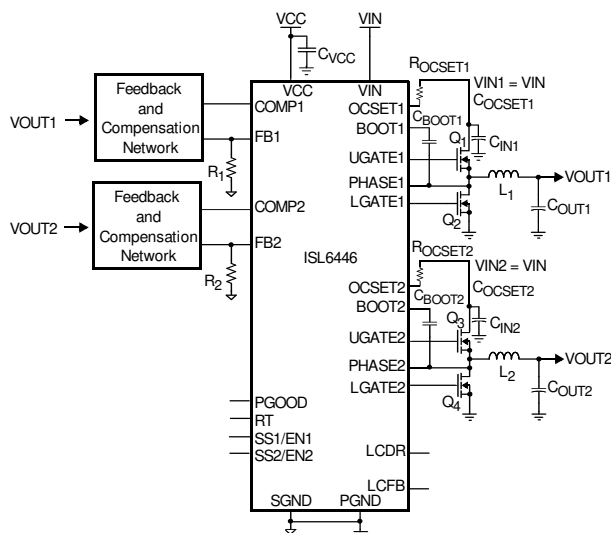 VCC
VIN
CVCC
ROCSET1
Feedback
and
Compensation
Network
VCC
VIN
VIN1 = VIN
COMP1
OCSET1
COCSET1
BOOT1
CBOOT1
VOUT1
FB1
Q1
CIN1
UGATE1
R1
PHASE1
VOUT1
L1
LGATE1
COUT1
Q2
Feedback
and
Compensation
Network
COMP2
VOUT2
FB2
ISL6446
ROCSET2
VIN2 = VIN
R2
OCSET2
COCSET2
BOOT2
CBOOT2
Q3
CIN2
UGATE2
PHASE2
VOUT2
L2
LGATE2
COUT2
Q4
PGOOD
RT
SS1/EN1
SS2/EN2
LCDR
LCFB
SGND
PGND